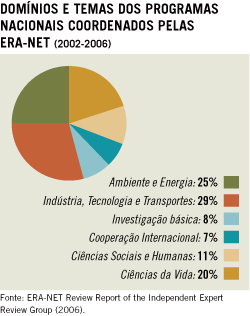 DOMÍNIOS E TEMAS DOS PROGRAMAS
NACIONAIS COORDENADOS PELAS
ERA-NET (2002-2006)
Ambiente e Energia: 25%
Indústria, Tecnologia e Transportes: 29%
Investigação básica: 8%
Cooperação Internacional: 7%
Ciências Sociais e Humanas: 11%
Ciências da Vida: 20%
Fonte: ERA-NET Review Report of the Independent Expert
Review Group (2006).